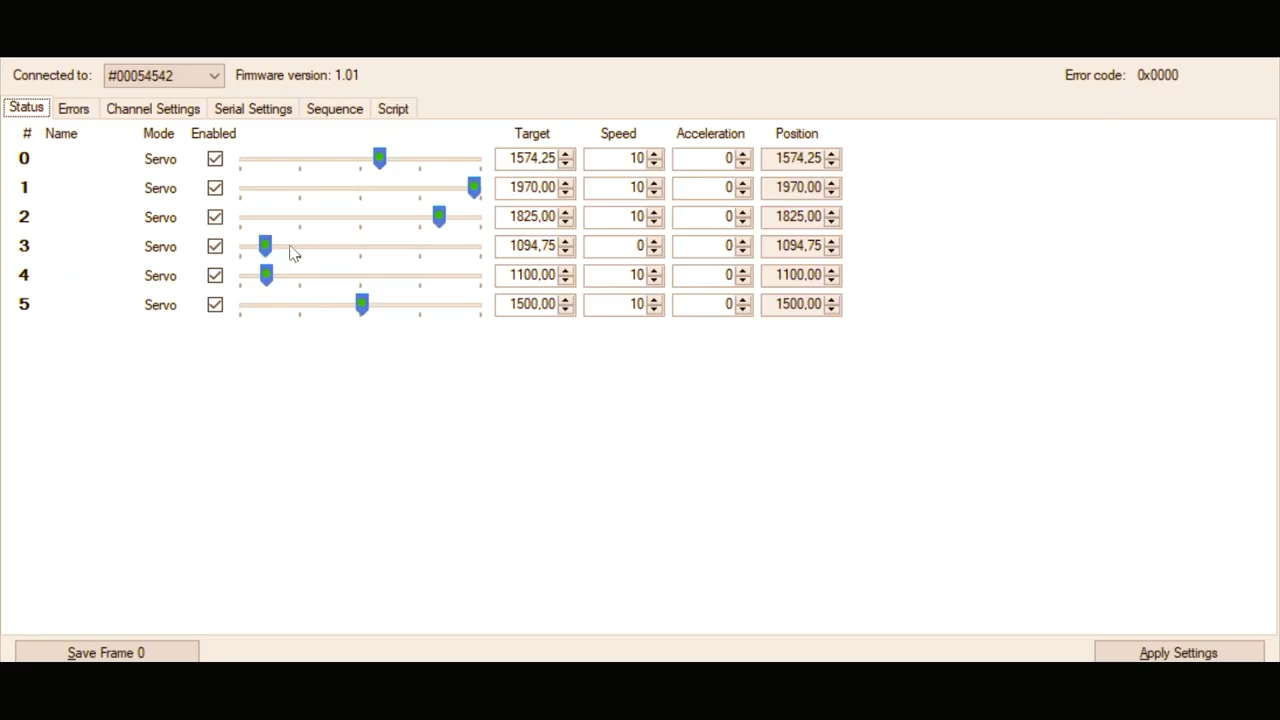 Connected to: #00054542 Firmware version: 1.01 Error code: 0x0000
Status Errors Channel Settings Serial Settings Sequence Script
# Name Mode Enabled Target Speed Acceleration Position
0 Servo 1574,25 10 0 1574,25
1 Servo 1970,00 10 0 1970,00
2 Servo 1825,00 10 0 1825,00
3 Servo 1094,75 0 0 1094,75
4 Servo 1100,00 10 0 1100,00
5 Servo 1500,00 10 0 1500,00
Save Frame 0 Apply Settings